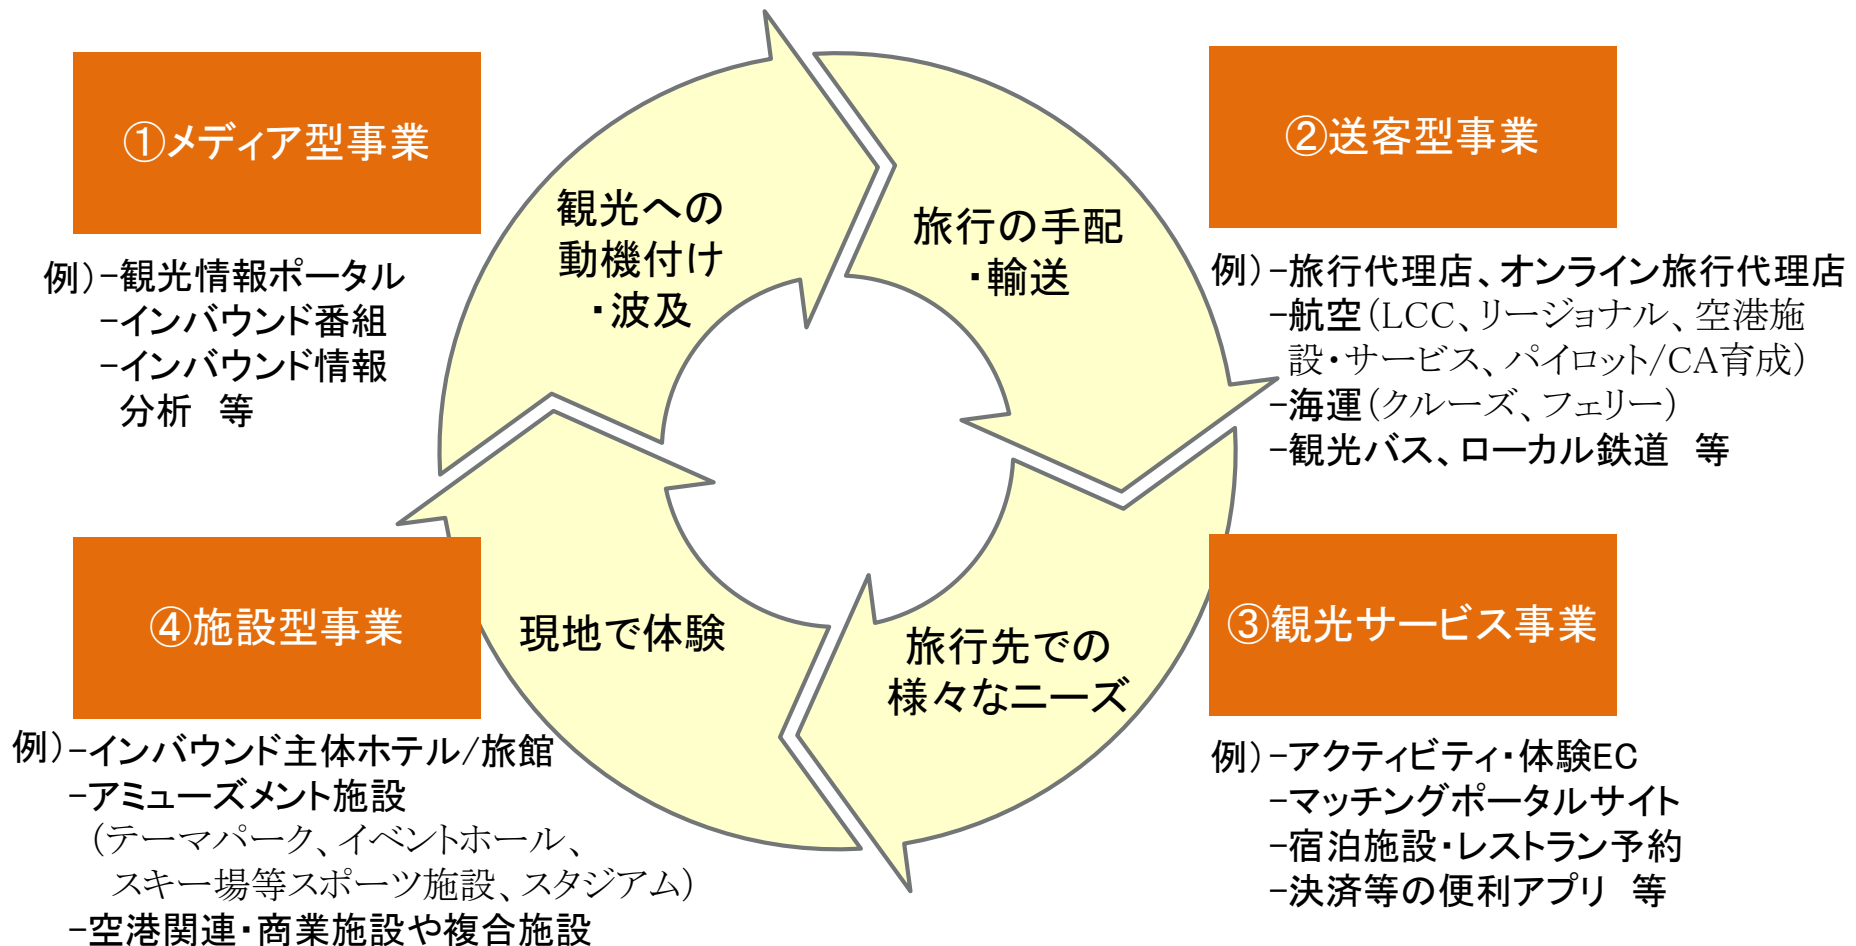 ①メディア型事業
例）-観光情報ポータル
-インバウンド番組
-インバウンド情報
分析　等
観光への
動機付け
・波及
②送客型事業
例）-旅行代理店、オンライン旅行代理店
-航空（LCC、リージョナル、空港施
設・サービス、パイロット/CA育成）
-海運（クルーズ、フェリー）
-観光バス、ローカル鉄道　等
旅行の手配
・輸送
③観光サービス事業
例）-アクティビティ・体験EC
-マッチングポータルサイト
-宿泊施設・レストラン予約
-決済等の便利アプリ　等
旅行先での
様々なニーズ
④施設型事業
例）-インバウンド主体ホテル/旅館
-アミューズメント施設
（テーマパーク、イベントホール、
スキー場等スポーツ施設、スタジアム）
-空港関連・商業施設や複合施設
現地で体験